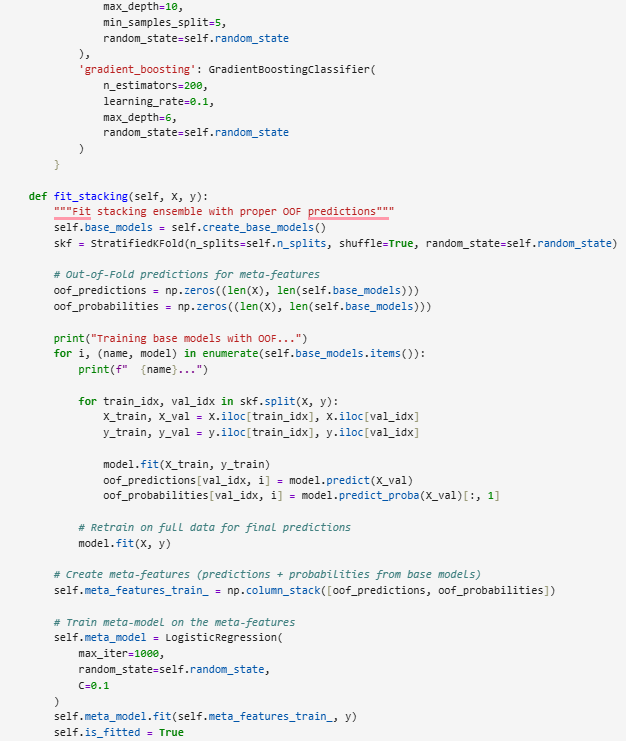 max_depth=10,
            min_samples_split=5,
            random_state=self.random_state
        ),
        'gradient_boosting': GradientBoostingClassifier(
            n_estimators=200,
            learning_rate=0.1,
            max_depth=6,
            random_state=self.random_state
        )
    }

def fit_stacking(self, X, y):
    """Fit stacking ensemble with proper OOF predictions"""
    self.base_models = self.create_base_models()
    skf = StratifiedKFold(n_splits=self.n_splits, shuffle=True, random_state=self.random_state)

    # Out-of-Fold predictions for meta-features
    oof_predictions = np.zeros((len(X), len(self.base_models)))
    oof_probabilities = np.zeros((len(X), len(self.base_models)))

    print("Training base models with OOF...")
    for i, (name, model) in enumerate(self.base_models.items()):
        print(f"  {name}...")

        for train_idx, val_idx in skf.split(X, y):
            X_train, X_val = X.iloc[train_idx], X.iloc[val_idx]
            y_train, y_val = y.iloc[train_idx], y.iloc[val_idx]

            model.fit(X_train, y_train)
            oof_predictions[val_idx, i] = model.predict(X_val)
            oof_probabilities[val_idx, i] = model.predict_proba(X_val)[:, 1]

        # Retrain on full data for final predictions
        model.fit(X, y)

    # Create meta-features (predictions + probabilities from base models)
    self.meta_features_train_ = np.column_stack([oof_predictions, oof_probabilities])

    # Train meta-model on the meta-features
    self.meta_model = LogisticRegression(
        max_iter=1000,
        random_state=self.random_state,
        C=0.1
    )
    self.meta_model.fit(self.meta_features_train_, y)
    self.is_fitted = True